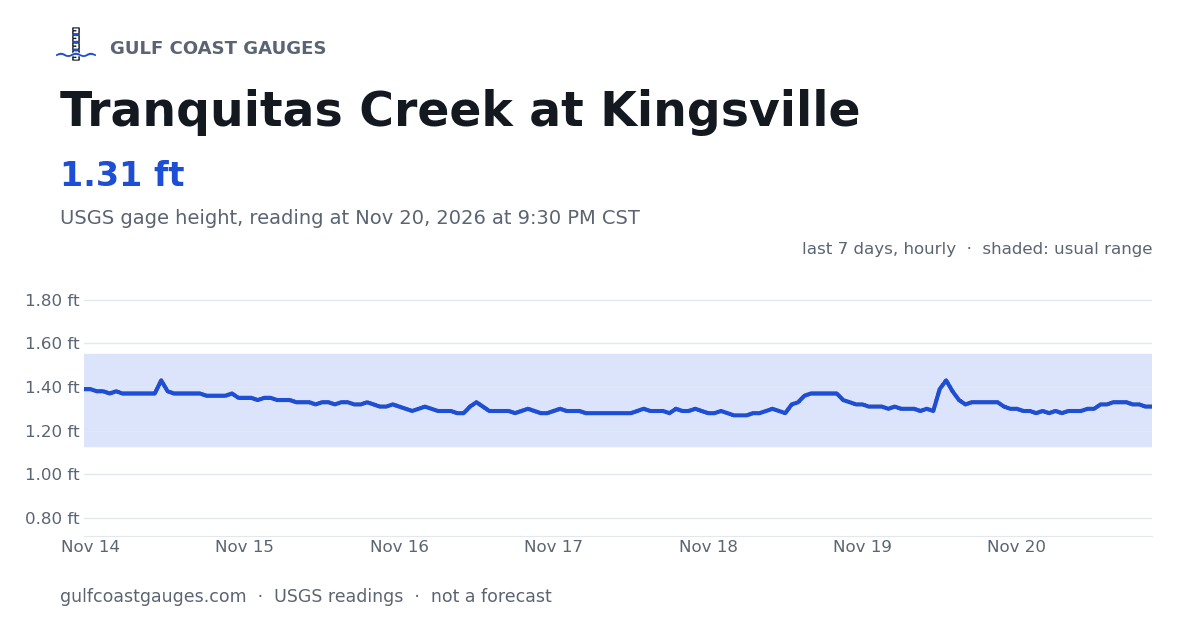 GULF COAST GAUGES
Tranquitas Creek at Kingsville
1.31 ft
USGS gage height, reading at Nov 20, 2026 at 9:30 PM CST
last 7 days, hourly · shaded: usual range
1.80 ft
1.60 ft
1.40 ft
1.20 ft
1.00 ft
0.80 ft
Nov 14 Nov 15 Nov 16 Nov 17 Nov 18 Nov 19 Nov 20
gulfcoastgauges.com · USGS readings · not a forecast